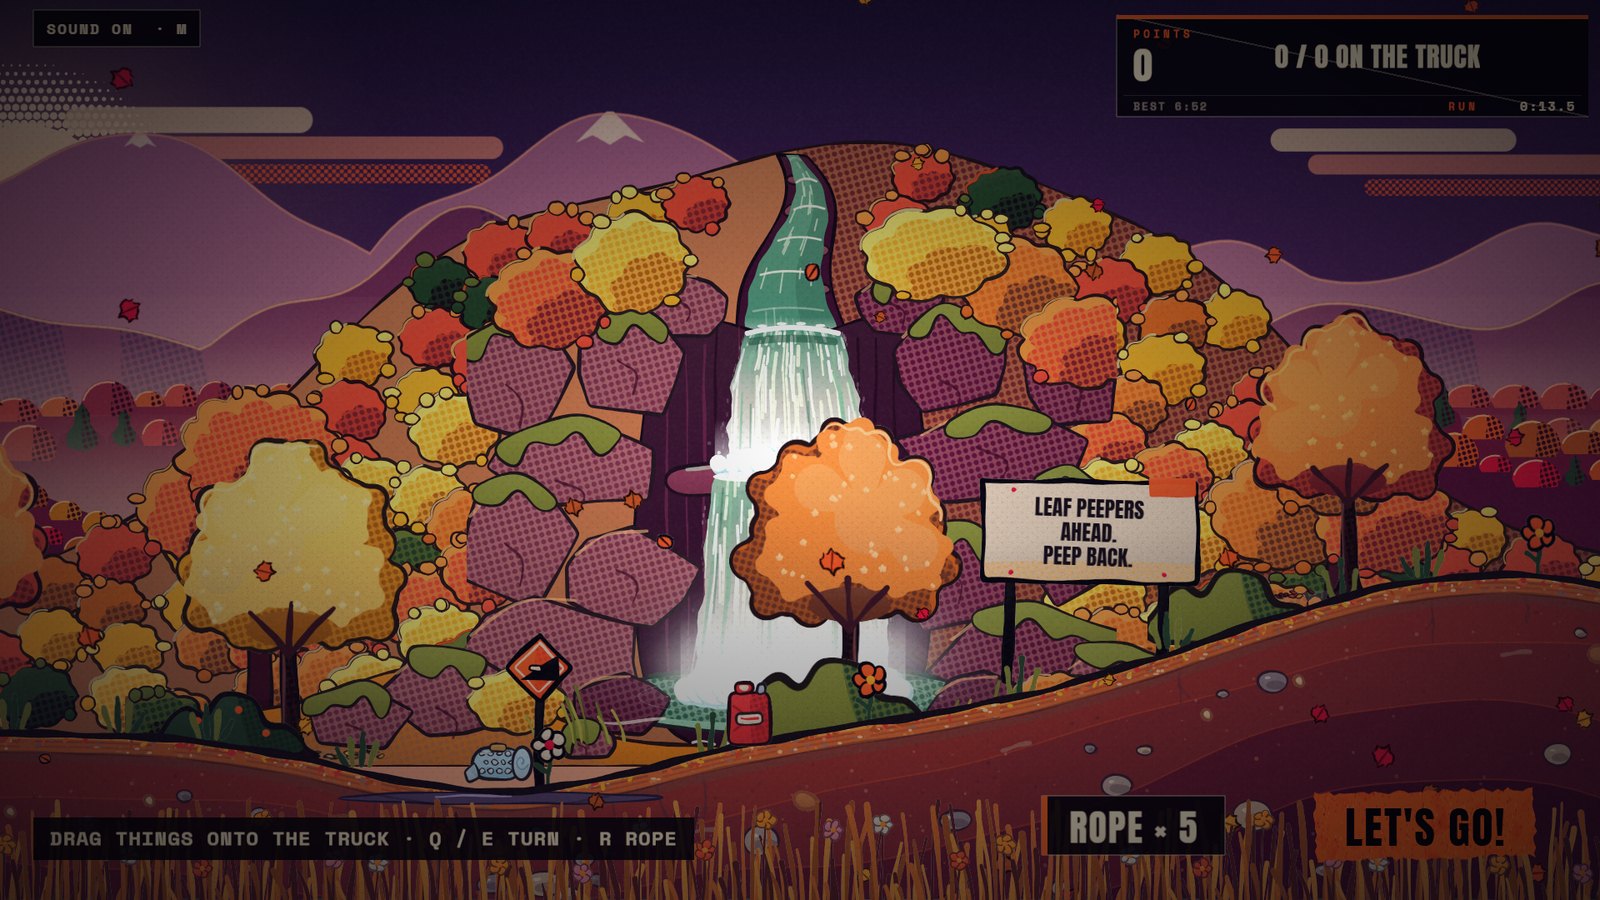 SOUND ON · M
POINTS
0
0 / 0 ON THE TRUCK
BEST 6:52
RUN 0:13.5
LEAF PEEPERS
AHEAD.
PEEP BACK.
DRAG THINGS ONTO THE TRUCK · Q / E TURN · R ROPE
ROPE × 5
LET'S GO!